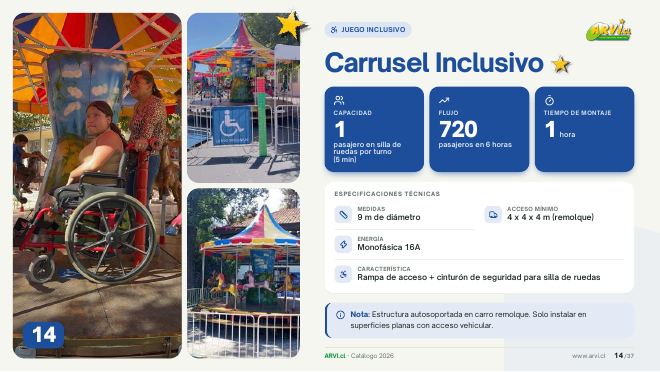 JUEGO INCLUSIVO
ARVI.cl
Carrusel Inclusivo
CAPACIDAD
1
pasajero en silla de
ruedas por turno
(5 min)
FLUJO
720
pasajeros en 6 horas
TIEMPO DE MONTAJE
1 hora
ESPECIFICACIONES TÉCNICAS
MEDIDAS
9 m de diámetro
ACCESO MÍNIMO
4 x 4 x 4 m (remolque)
ENERGÍA
Monofásica 16A
CARACTERÍSTICA
Rampa de acceso + cinturón de seguridad para silla de ruedas
Nota: Estructura autosoportada en carro remolque. Solo instalar en
superficies planas con acceso vehicular.
14
ARVI.cl · Catálogo 2026
www.arvi.cl 14/37